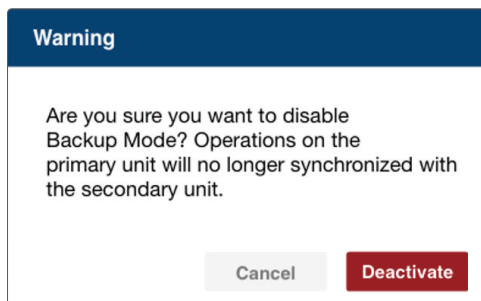 Warning
Are you sure you want to disable
Backup Mode? Operations on the
primary unit will no longer synchronized with
the secondary unit.
Cancel
Deactivate